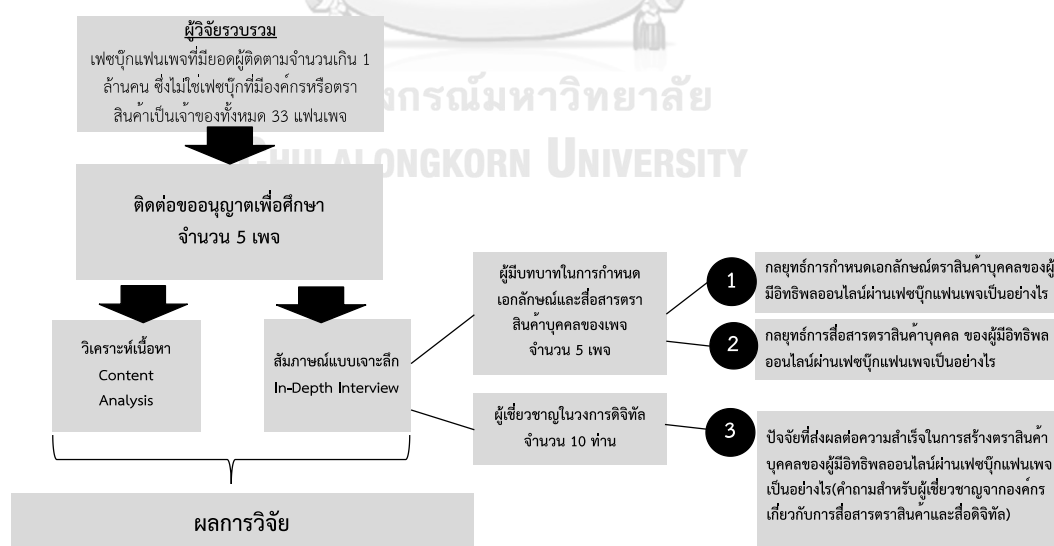 ผู้วิจัยรวบรวม
เฟซบุ๊กแฟนเพจที่มียอดผู้ติดตามจำนวนเกิน 1
ล้านคน ซึ่งไม่ใช่เฟซบุ๊กที่มีองค์กรหรือตรา
สินค้าเป็นเจ้าของทั้งหมด 33 แฟนเพจ
งกรณ์มหาวิทยาลัย
CHULALONGKORN UNIVERSITY
ติดต่อขออนุญาตเพื่อศึกษา
จำนวน 5 เพจ
วิเคราะห์เนื้อหา
Content
Analysis
สัมภาษณ์แบบเจาะลึก
In-Depth Interview
ผู้มีบทบาทในการกำหนด
เอกลักษณ์และสื่อสารตรา
สินค้าบุคคลของเพจ
จำนวน 5 เพจ
ผู้เชี่ยวชาญในวงการดิจิทัล
จำนวน 10 ท่าน
1
กลยุทธ์การกำหนดเอกลักษณ์ตราสินค้าบุคคลของผู้
มีอิทธิพลออนไลน์ผ่านเฟซบุ๊กแฟนเพจเป็นอย่างไร
2
กลยุทธ์การสื่อสารตราสินค้าบุคคล ของผู้มีอิทธิพล
ออนไลน์ผ่านเฟซบุ๊กแฟนเพจเป็นอย่างไร
3
ปัจจัยที่ส่งผลต่อความสำเร็จในการสร้างตราสินค้า
บุคคลของผู้มีอิทธิพลออนไลน์ผ่านเฟซบุ๊กแฟนเพจ
เป็นอย่างไร(คำถามสำหรับผู้เชี่ยวชาญจากองค์กร
เกี่ยวกับการสื่อสารตราสินค้าและสื่อดิจิทัล)
ผลการวิจัย